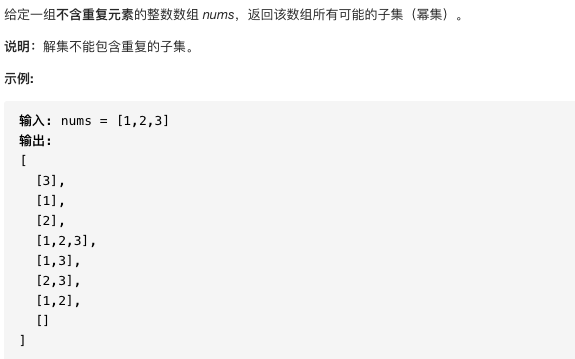 给定一组不含重复元素的整数数组 nums，返回该数组所有可能的子集（幂集）。
说明：解集不能包含重复的子集。
示例:
输入: nums = [1,2,3]
输出:
[
  [3],
  [1],
  [2],
  [1,2,3],
  [1,3],
  [2,3],
  [1,2],
  []
]